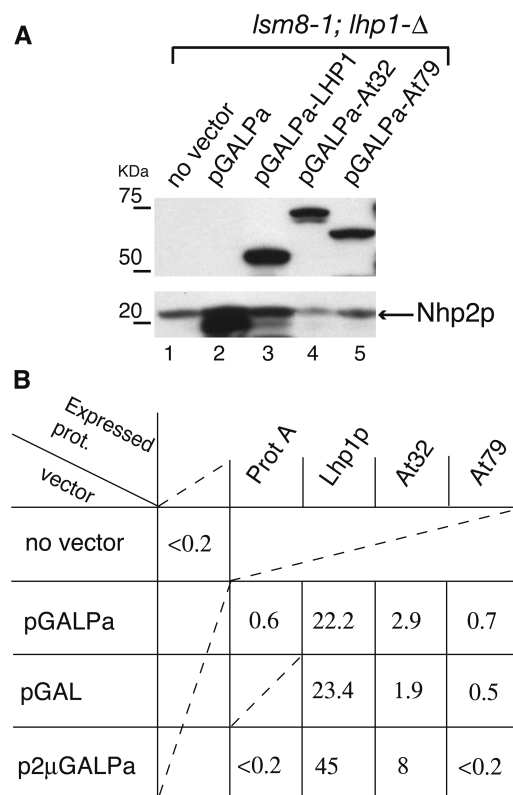 A
lsm8-1; lhp1-Δ
no vector
pGALPa
pGALPa-LHP1
pGALPa-At32
pGALPa-At79
KDa
75
50
20
Nhp2p
1 2 3 4 5
B
Expressed prot.
vector
Prot A Lhp1p At32 At79
no vector <0.2
pGALPa 0.6 22.2 2.9 0.7
pGAL 23.4 1.9 0.5
p2µGALPa <0.2 45 8 <0.2